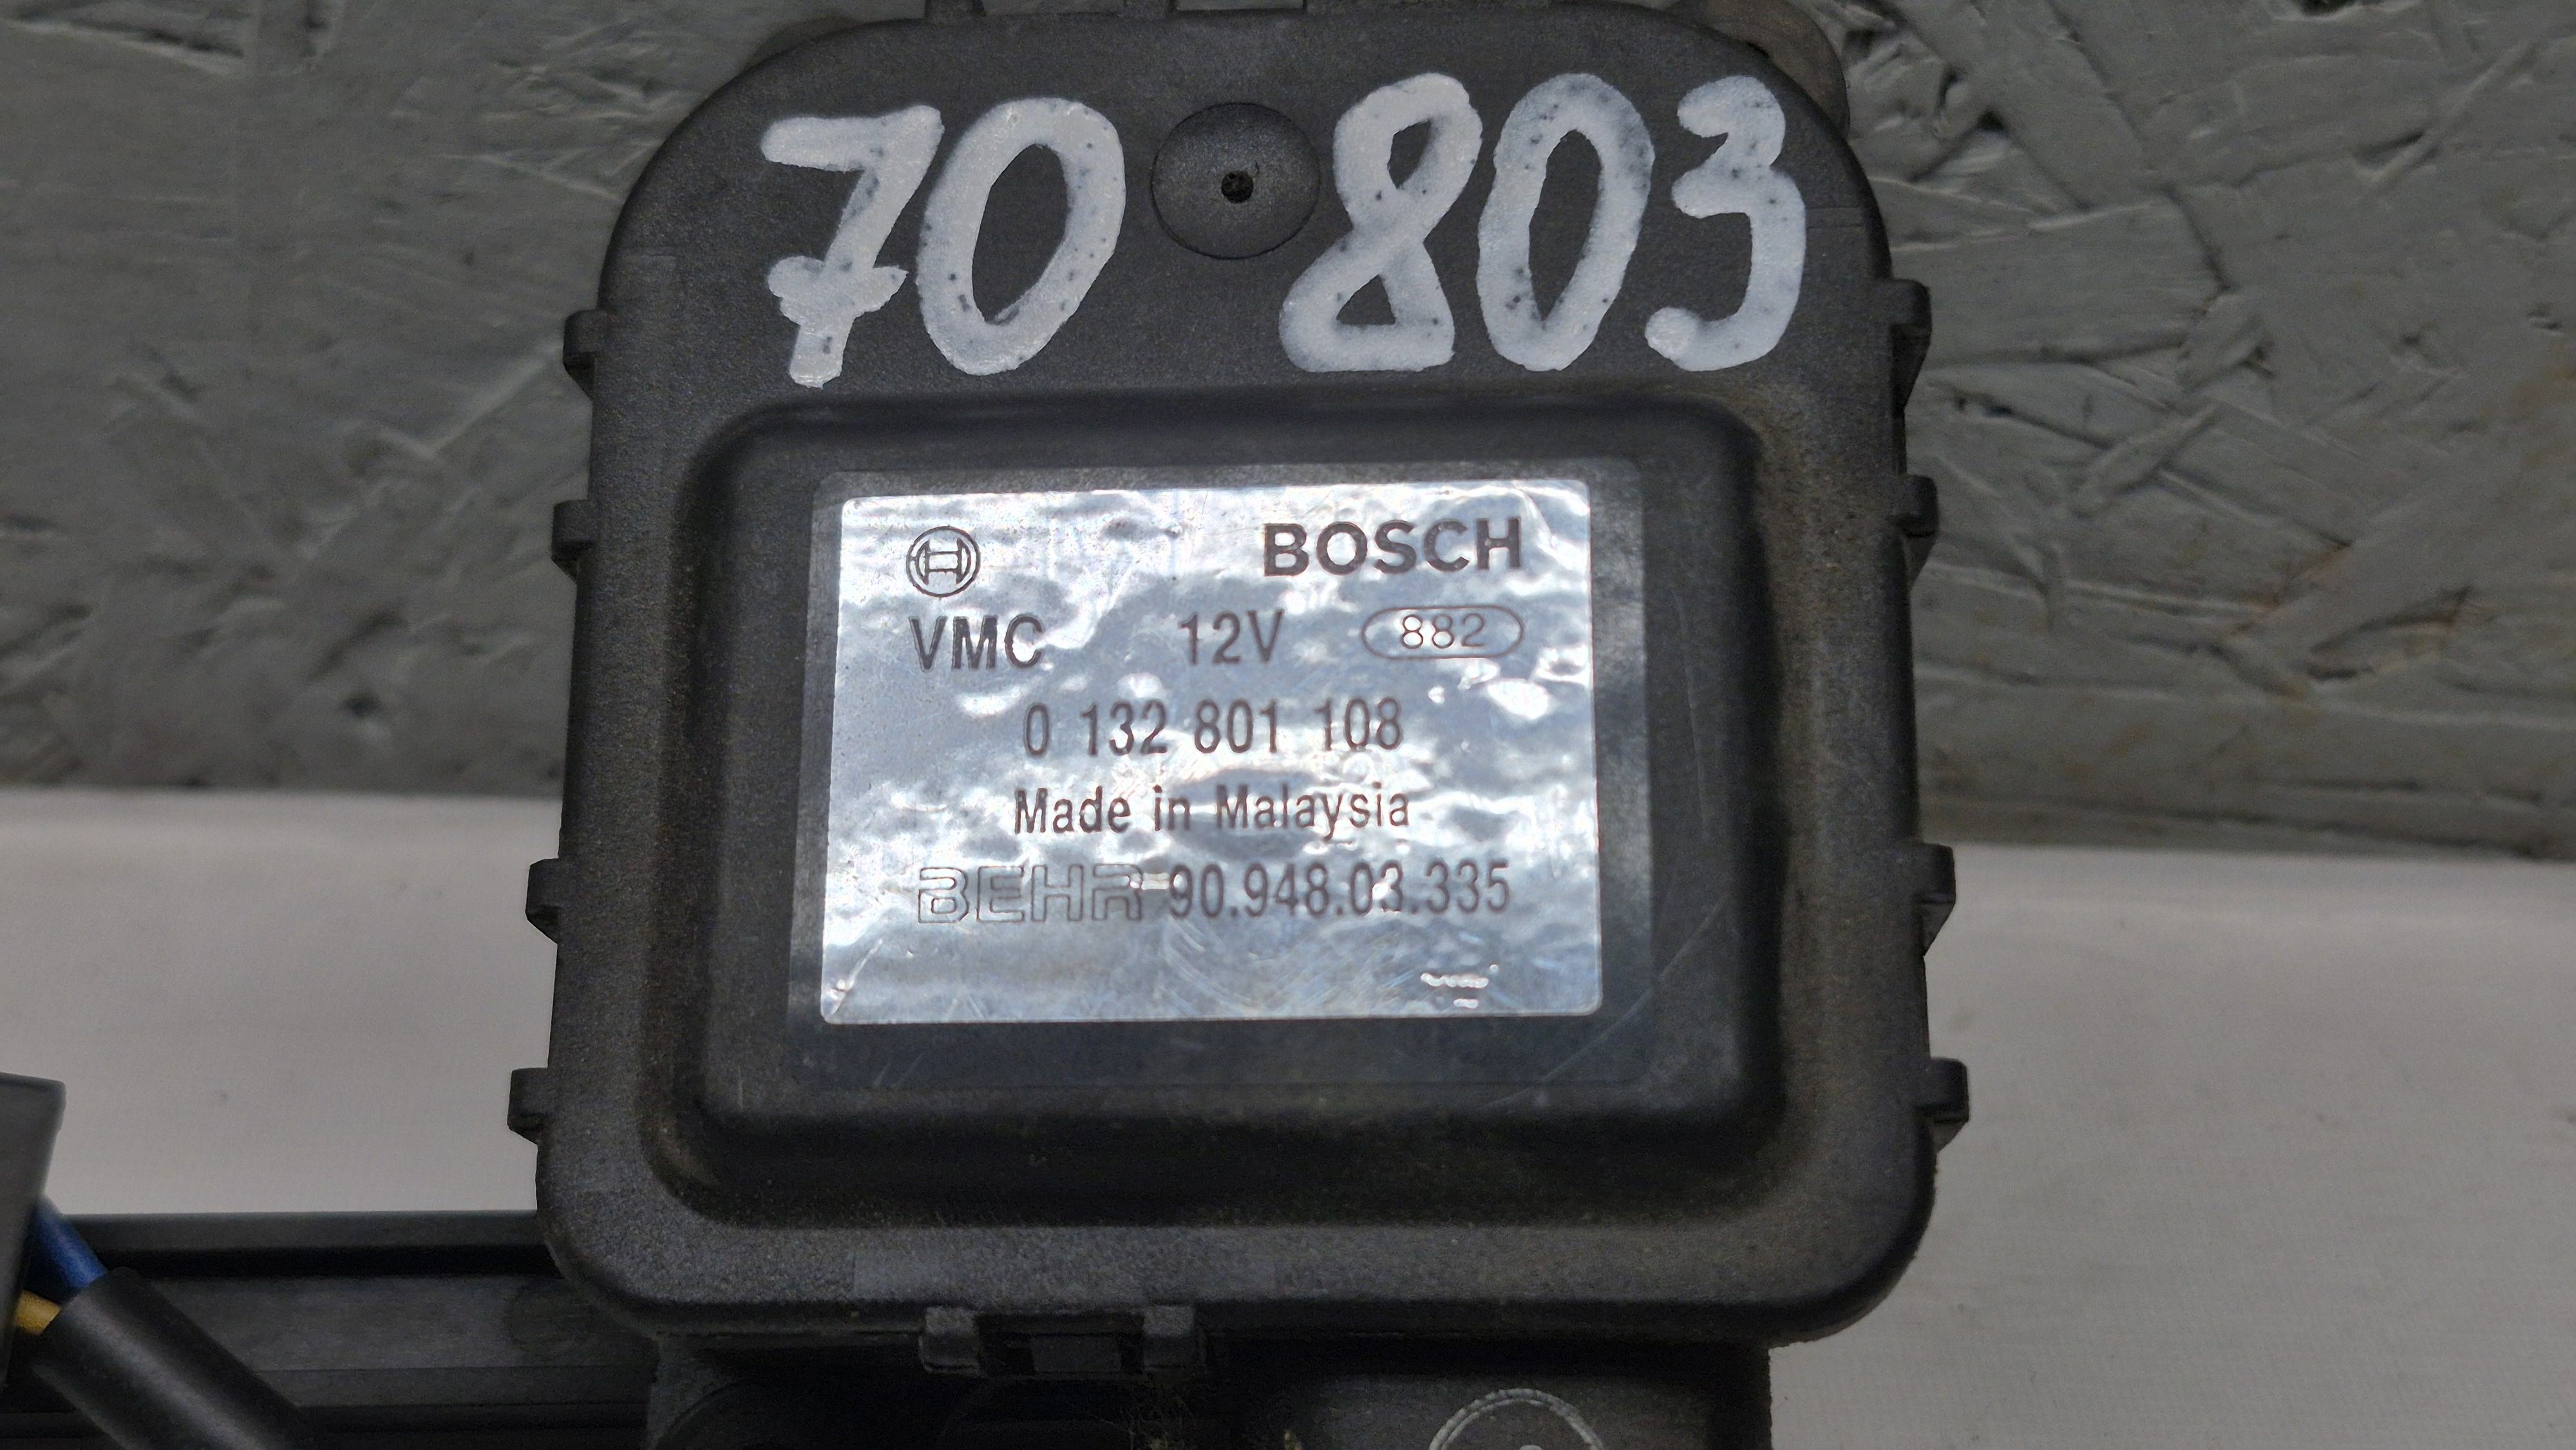 70 803
BOSCH
VMC 12V 882
0 132 801 108
Made in Malaysia
BEHR 90.948.03.335